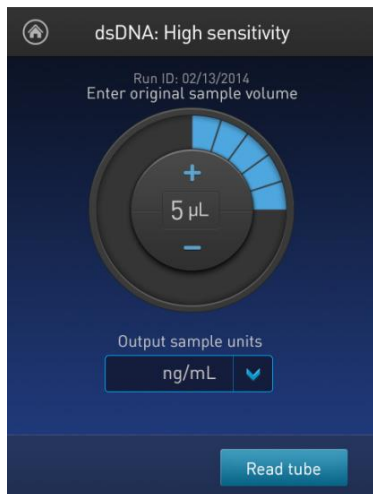 dsDNA: High sensitivity
Run ID: 02/13/2014
Enter original sample volume
+
5 µL
−
Output sample units
ng/mL
Read tube